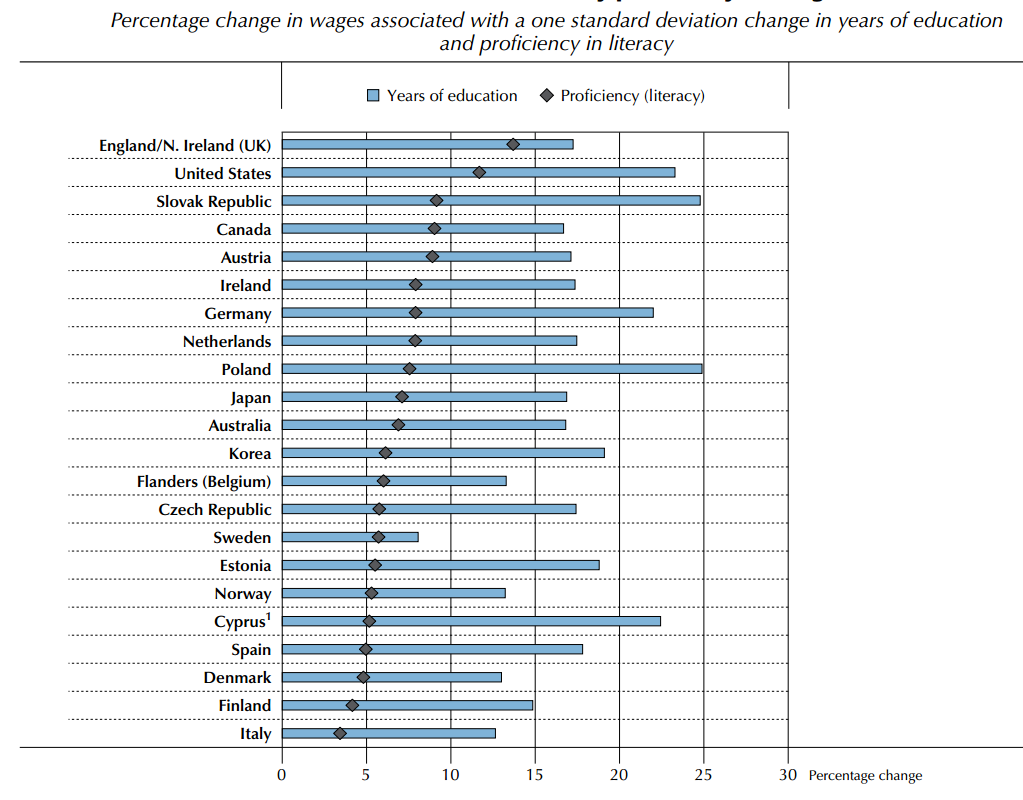 Percentage change in wages associated with a one standard deviation change in years of education
and proficiency in literacy
Years of education Proficiency (literacy)
England/N. Ireland (UK)
United States
Slovak Republic
Canada
Austria
Ireland
Germany
Netherlands
Poland
Japan
Australia
Korea
Flanders (Belgium)
Czech Republic
Sweden
Estonia
Norway
Cyprus¹
Spain
Denmark
Finland
Italy
0 5 10 15 20 25 30 Percentage change